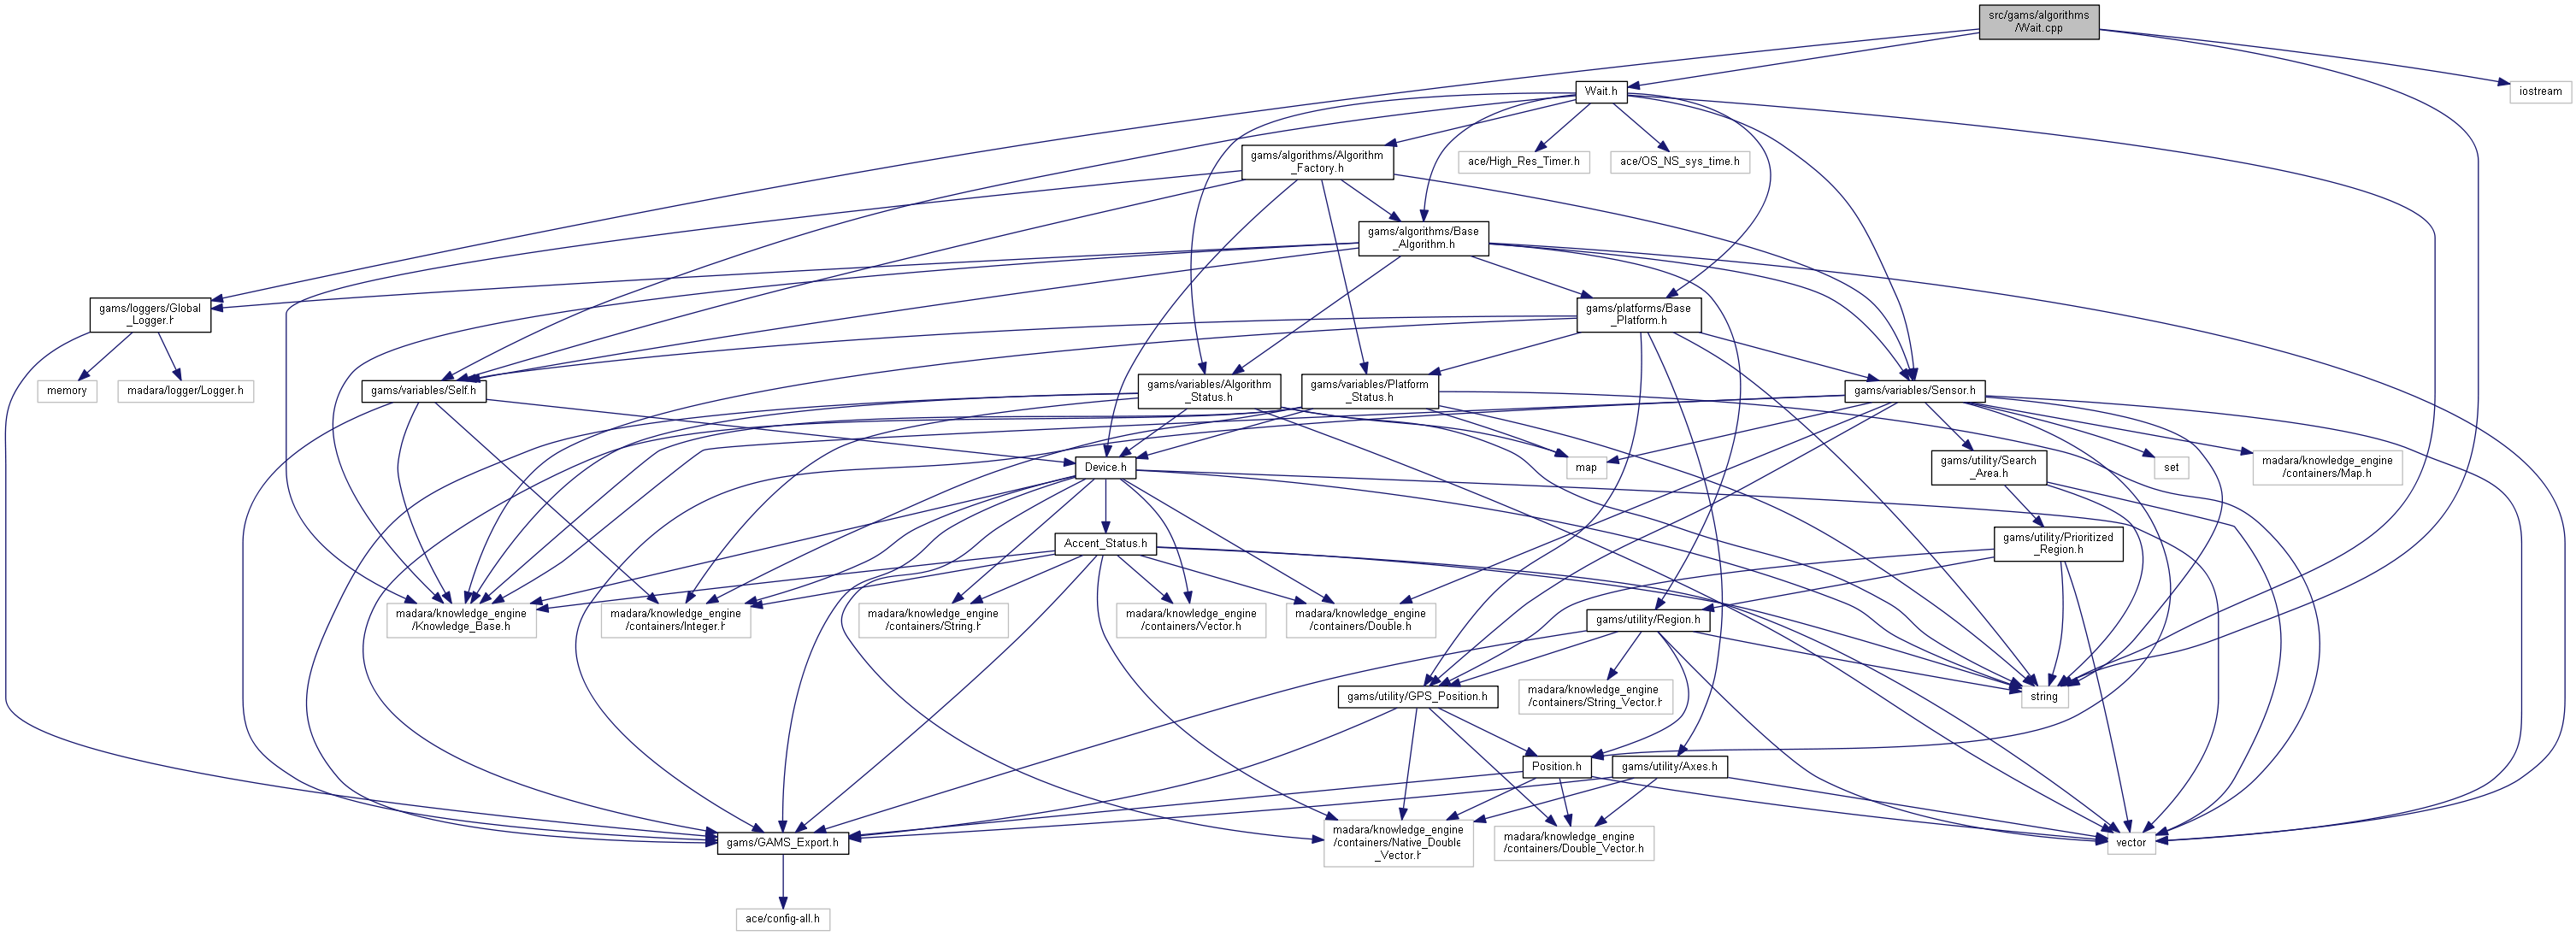 src/gams/algorithms
/Wait.cpp
Wait.h
iostream
gams/algorithms/Algorithm
_Factory.h
ace/High_Res_Timer.h
ace/OS_NS_sys_time.h
gams/algorithms/Base
_Algorithm.h
gams/loggers/Global
_Logger.h
gams/platforms/Base
_Platform.h
memory
madara/logger/Logger.h
gams/variables/Self.h
gams/variables/Algorithm
_Status.h
gams/variables/Platform
_Status.h
gams/variables/Sensor.h
Device.h
map
gams/utility/Search
_Area.h
set
madara/knowledge_engine
/containers/Map.h
Accent_Status.h
gams/utility/Prioritized
_Region.h
madara/knowledge_engine
/Knowledge_Base.h
madara/knowledge_engine
/containers/Integer.h
madara/knowledge_engine
/containers/String.h
madara/knowledge_engine
/containers/Vector.h
madara/knowledge_engine
/containers/Double.h
gams/utility/Region.h
gams/utility/GPS_Position.h
madara/knowledge_engine
/containers/String_Vector.h
string
Position.h
gams/utility/Axes.h
gams/GAMS_Export.h
madara/knowledge_engine
/containers/Native_Double
_Vector.h
madara/knowledge_engine
/containers/Double_Vector.h
vector
ace/config-all.h